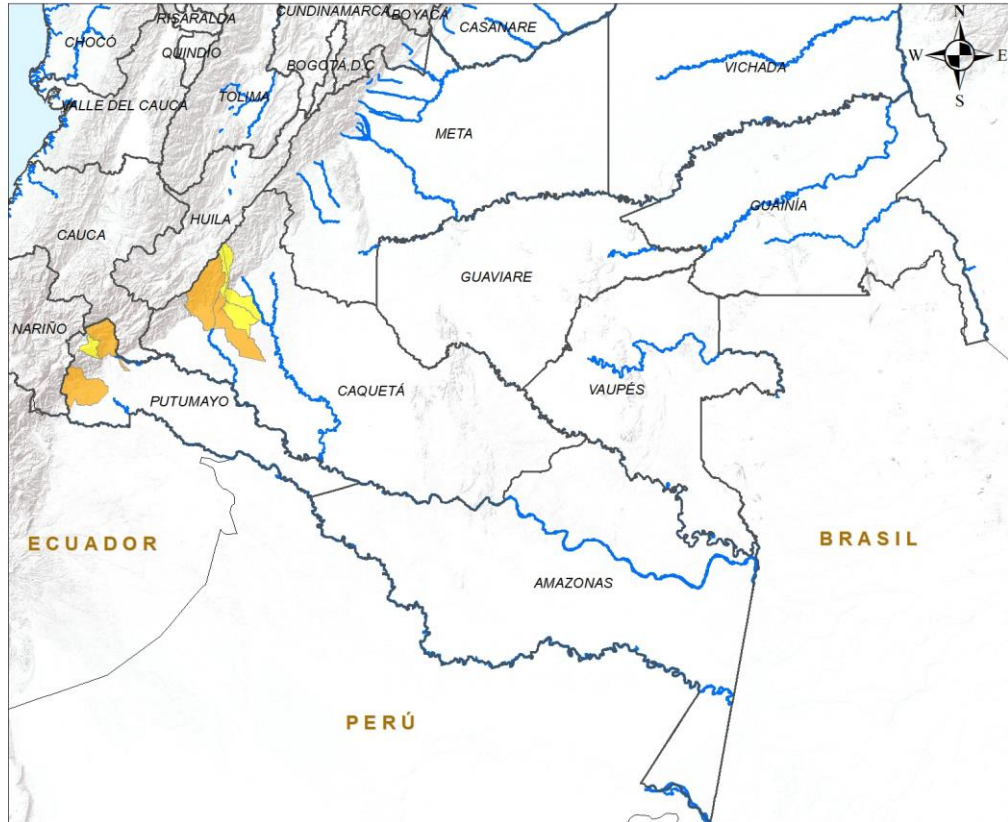 CUNDINAMARCA
BOYACÁ
RISARALDA
CASANARE
N
CHOCÓ
QUINDÍO
BOGOTÁ D.C
W
E
VICHADA
TOLIMA
VALLE DEL CAUCA
S
META
GUAINÍA
HUILA
CAUCA
GUAVIARE
NARIÑO
VAUPÉS
CAQUETÁ
PUTUMAYO
ECUADOR
BRASIL
AMAZONAS
PERÚ